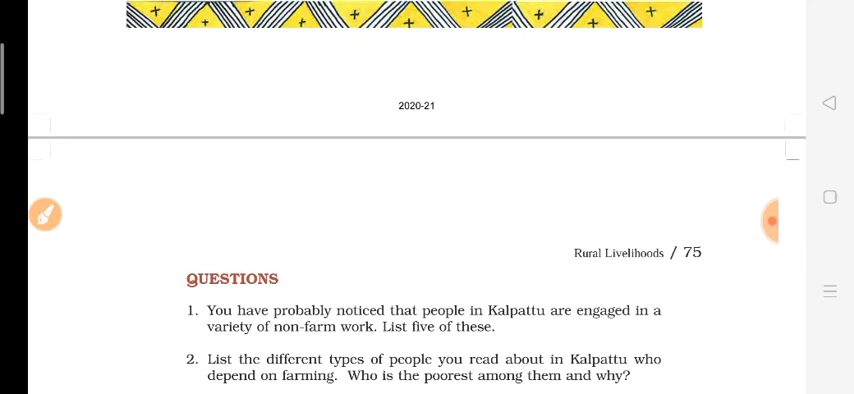 2020-21
Rural Livelihoods / 75
QUESTIONS
1. You have probably noticed that people in Kalpattu are engaged in a
variety of non-farm work. List five of these.
2. List the different types of people you read about in Kalpattu who
depend on farming. Who is the poorest among them and why?